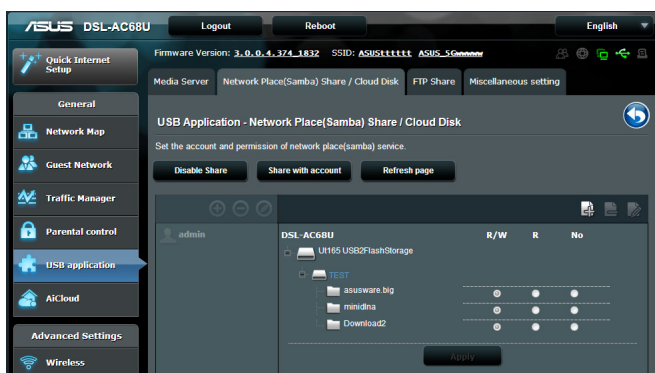 ASUS DSL-AC68U
Logout
Reboot
English
Quick Internet Setup
Firmware Version: 3.0.0.4.374_1832 SSID: ASUStttttt ASUS_5Gnnnnn
Media Server
Network Place(Samba) Share / Cloud Disk
FTP Share
Miscellaneous setting
General
Network Map
Guest Network
Traffic Manager
Parental control
USB application
AiCloud
Advanced Settings
Wireless
USB Application - Network Place(Samba) Share / Cloud Disk
Set the account and permission of network place(samba) service.
Disable Share
Share with account
Refresh page
admin
DSL-AC68U R/W R No
Ut165 USB2FlashStorage
TEST
asusware.big
minidlna
Download2
Apply